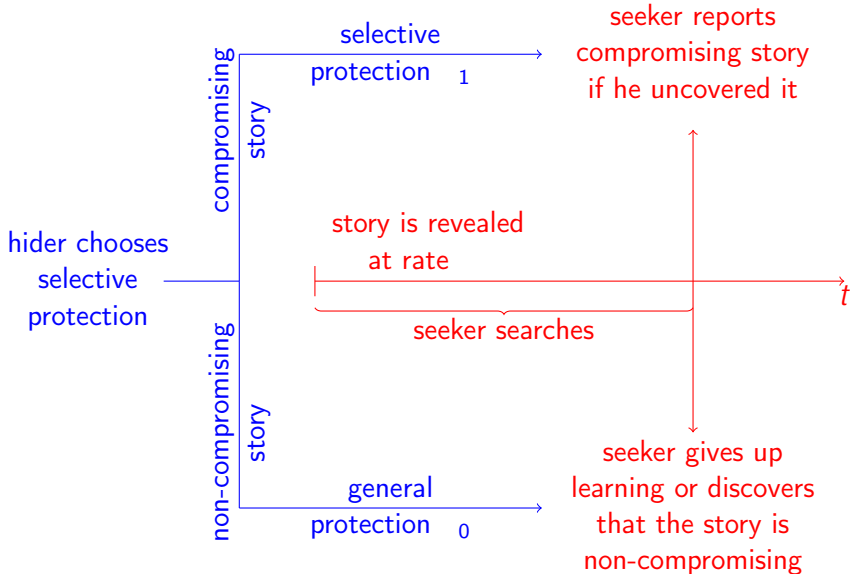 selective
protection 1
seeker reports
compromising story
if he uncovered it
compromising
story
hider chooses
selective
protection
story is revealed
at rate
t
seeker searches
non-compromising
story
general
protection 0
seeker gives up
learning or discovers
that the story is
non-compromising